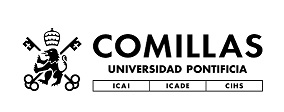 COMILLAS
UNIVERSIDAD PONTIFICIA
ICAI ICADE CIHS